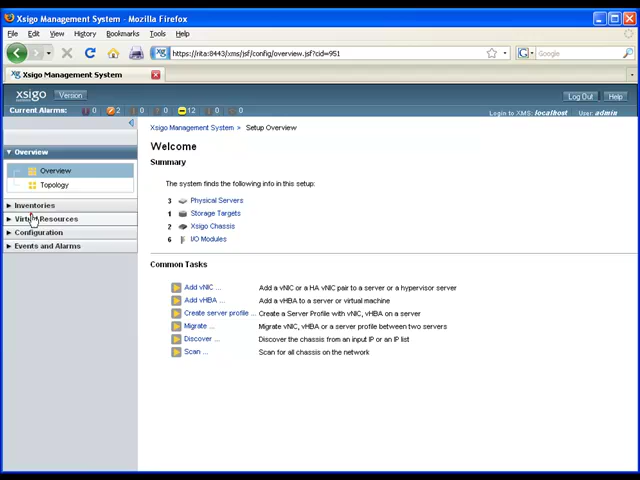 Xsigo Management System - Mozilla Firefox
File Edit View History Bookmarks Tools Help
https://rita:8443/xms/jsf/config/overview.jsf?cid=951
Google
Xsigo Management System
xsigo
Version
Log Out
Help
Current Alarms: 0 2 0 0 12 0 0
Login to XMS: localhost User: admin
Overview
Overview
Topology
Inventories
Virtual Resources
Configuration
Events and Alarms
Xsigo Management System > Setup Overview
Welcome
Summary
The system finds the following info in this setup:
3 Physical Servers
1 Storage Targets
2 Xsigo Chassis
6 I/O Modules
Common Tasks
Add vNIC ... Add a vNIC or a HA vNIC pair to a server or a hypervisor server
Add vHBA ... Add a vHBA to a server or virtual machine
Create server profile ... Create a Server Profile with vNIC, vHBA on a server
Migrate ... Migrate vNIC, vHBA or a server profile between two servers
Discover ... Discover the chassis from an input IP or an IP list
Scan ... Scan for all chassis on the network